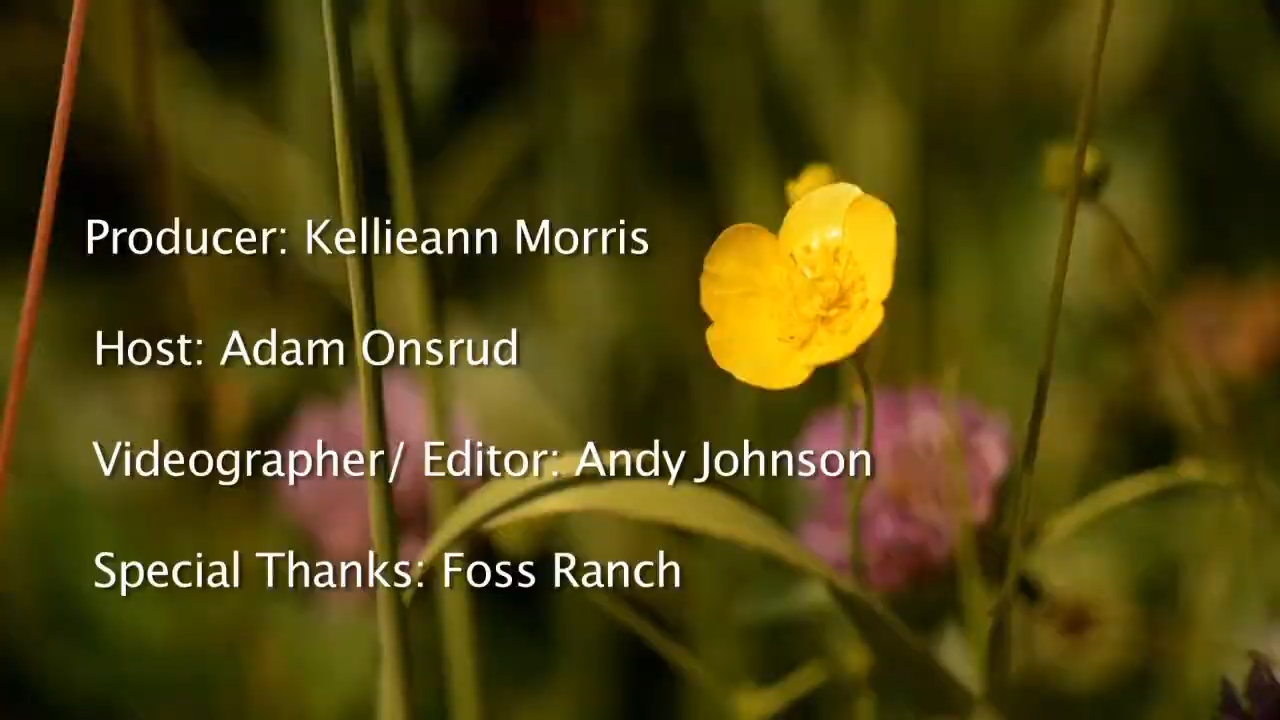 Producer: Kellieann Morris
Host: Adam Onsrud
Videographer/ Editor: Andy Johnson
Special Thanks: Foss Ranch